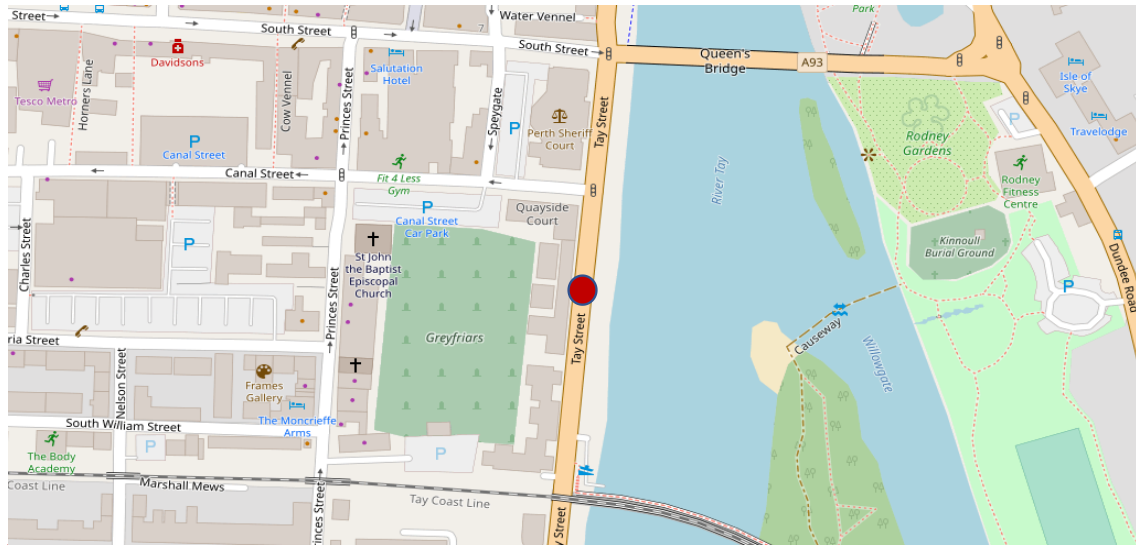 Street
South Street
South Street
Water Vennel
7
Park
Queen's
Bridge
A93
Davidsons
Salutation
Hotel
Tesco Metro
Horners Lane
Cow Vennel
Princes Street
Speygate
P
Perth Sheriff
Court
Tay Street
River Tay
Rodney
Gardens
P
Isle of
Skye
Travelodge
P
Canal Street
Canal Street
Fit 4 Less
Gym
Rodney
Fitness
Centre
P
Canal Street
Car Park
Quayside
Court
Kinnoull
Burial Ground
Dundee Road
Charles Street
P
St John
the Baptist
Episcopal
Church
Princes Street
P
Causeway
Willowgate
Greyfriars
Tay Street
ria Street
Nelson Street
Frames
Gallery
The Moncrieffe
Arms
South William Street
The Body
Academy
P
P
Coast Line
Marshall Mews
Princes Street
Tay Coast Line
y Street